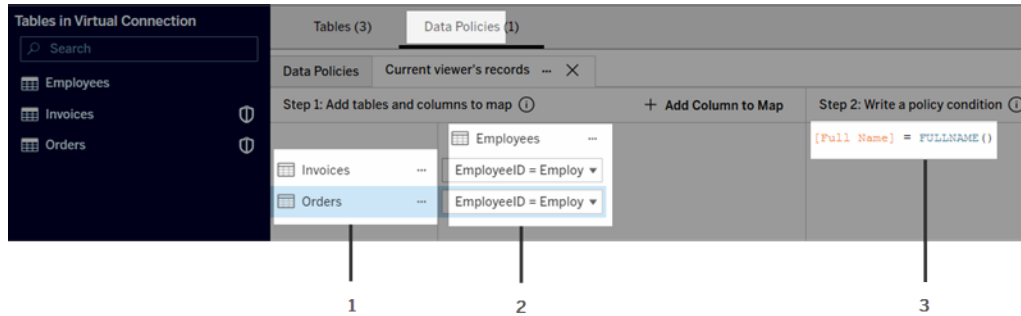 Tables in Virtual Connection
Search
Employees
Invoices
Orders
Tables (3)
Data Policies (1)
Data Policies
Current viewer's records
Step 1: Add tables and columns to map
+ Add Column to Map
Step 2: Write a policy condition
Employees
[Full Name] = FULLNAME()
Invoices
EmployeeID = Employ
Orders
EmployeeID = Employ
1
2
3